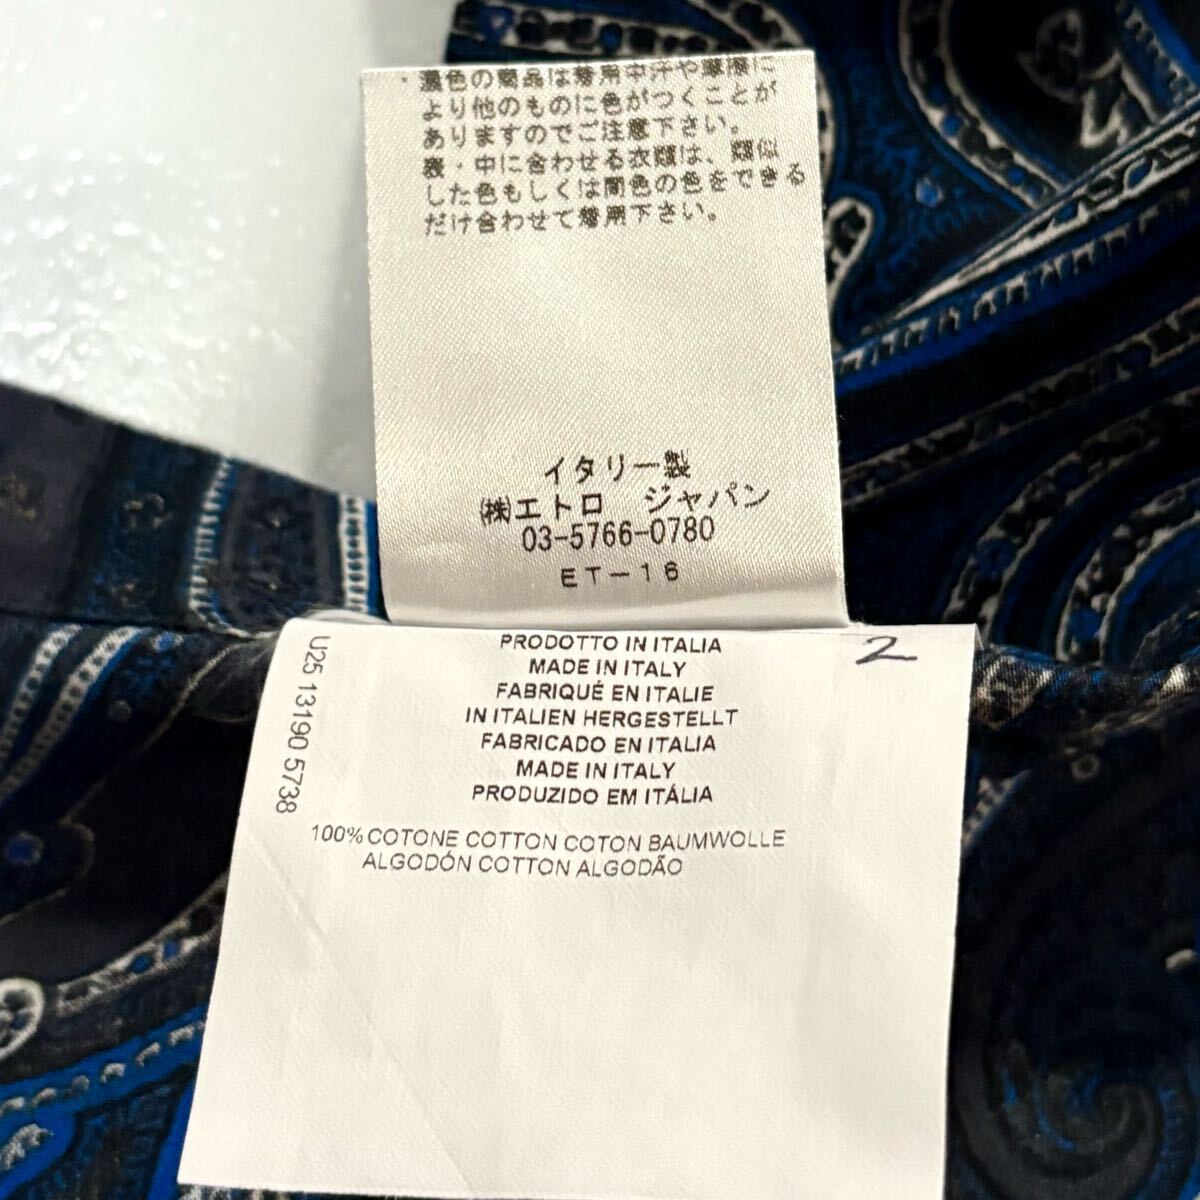 ・濃色の商品は着用中汗や摩擦に
より他のものに色がつくことが
ありますのでご注意下さい。
表・中に合わせる衣類は、類似
した色もしくは同色の色をできる
だけ合わせて着用下さい。
イタリー製
㈱エトロ　ジャパン
03-5766-0780
ET-16
PRODOTTO IN ITALIA
MADE IN ITALY
FABRIQUÉ EN ITALIE
IN ITALIEN HERGESTELLT
FABRICADO EN ITALIA
MADE IN ITALY
PRODUZIDO EM ITÁLIA
2
U25 13190 5738
100% COTONE COTTON COTON BAUMWOLLE
ALGODÓN COTTON ALGODÃO